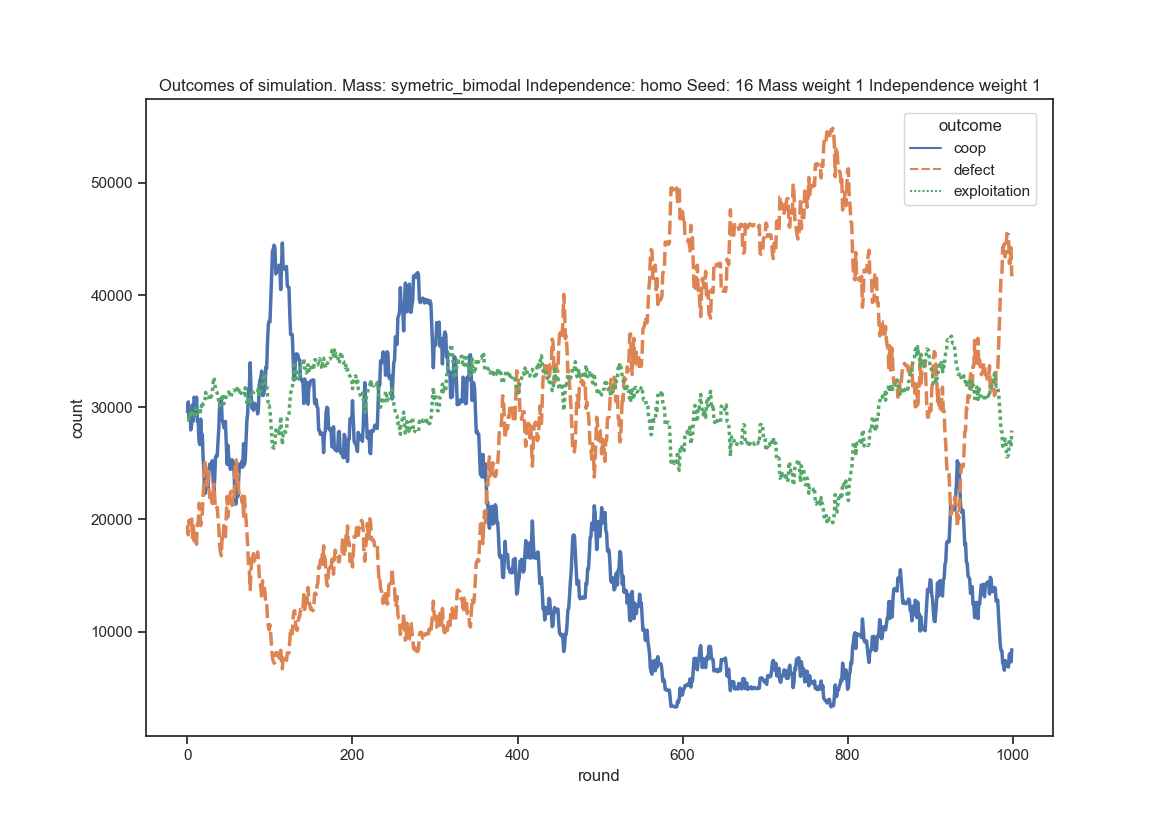 Outcomes of simulation. Mass: symetric_bimodal Independence: homo Seed: 16 Mass weight 1 Independence weight 1
outcome
coop
defect
exploitation
50000
40000
30000
20000
10000
count
0 200 400 600 800 1000
round